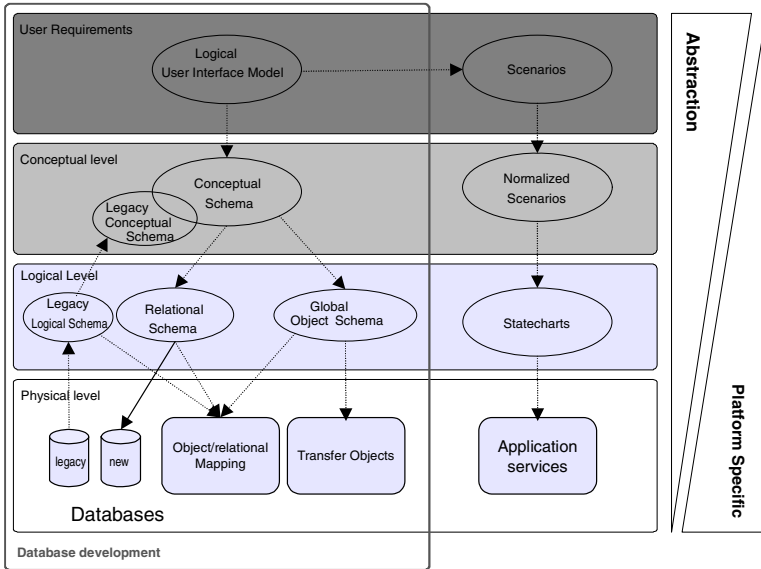 User Requirements
Logical
User Interface Model
Scenarios
Abstraction
Conceptual level
Conceptual
Schema
Normalized
Scenarios
Legacy
Conceptual
Schema
Logical Level
Legacy
Logical Schema
Relational
Schema
Global
Object Schema
Statecharts
Physical level
legacy
new
Object/relational
Mapping
Transfer Objects
Application
services
Platform Specific
Databases
Database development